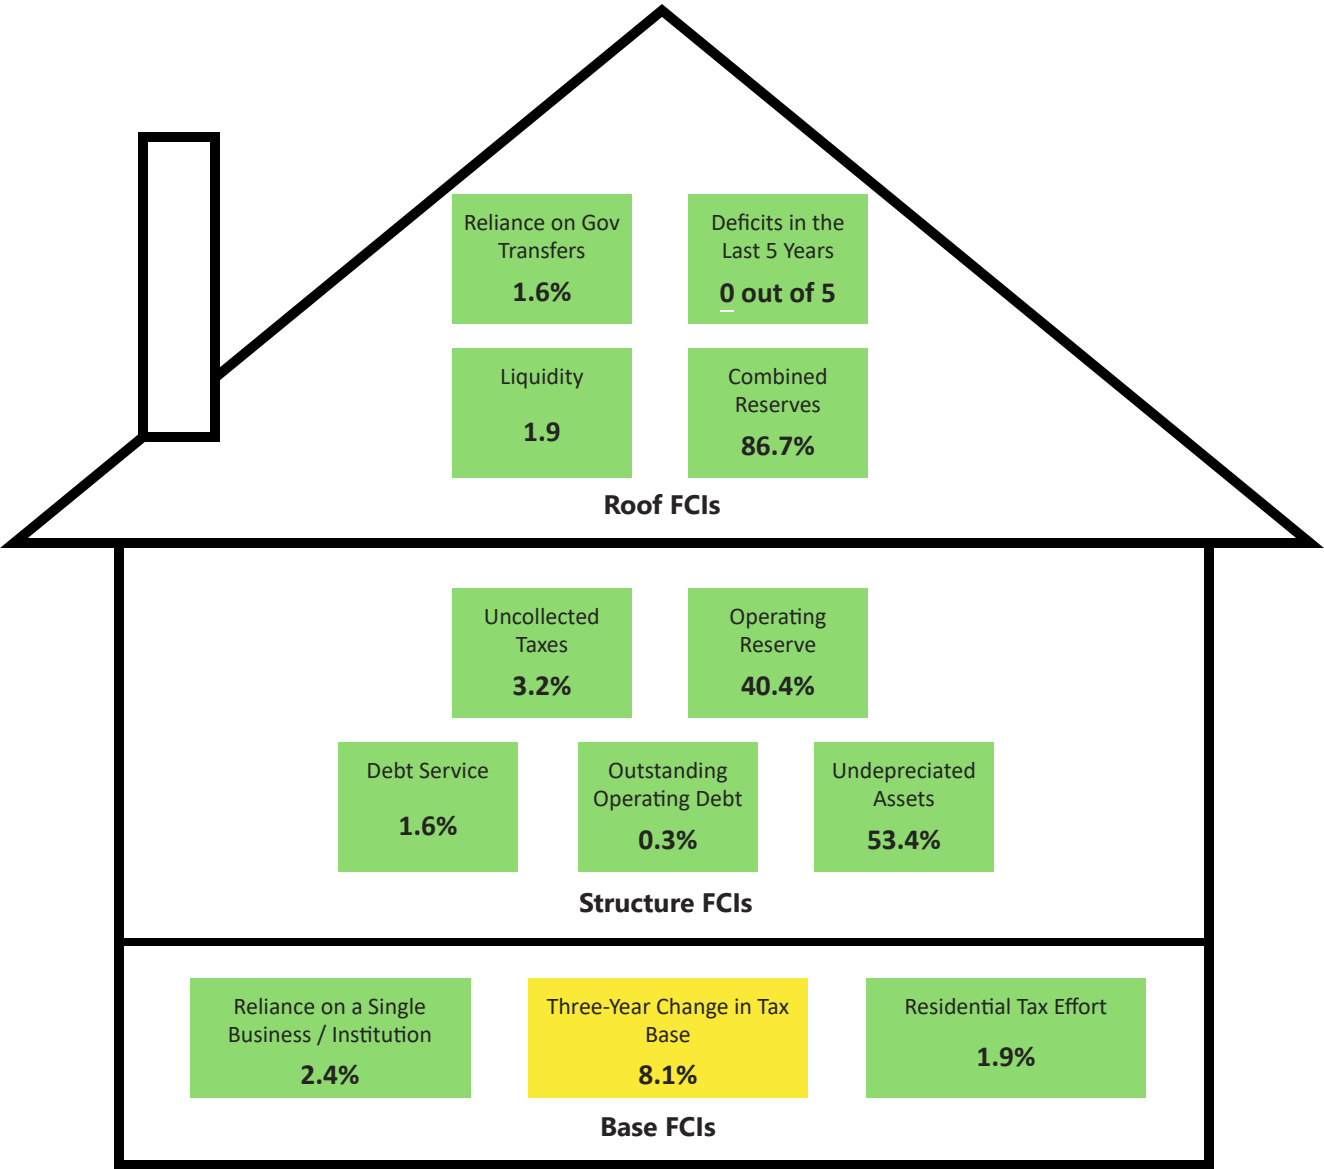 Reliance on Gov
Transfers
1.6%
Deficits in the
Last 5 Years
0 out of 5
Liquidity
1.9
Combined
Reserves
86.7%
Roof FCIs
Uncollected
Taxes
3.2%
Operating
Reserve
40.4%
Debt Service
1.6%
Outstanding
Operating Debt
0.3%
Undepreciated
Assets
53.4%
Structure FCIs
Reliance on a Single
Business / Institution
2.4%
Three-Year Change in Tax
Base
8.1%
Residential Tax Effort
1.9%
Base FCIs